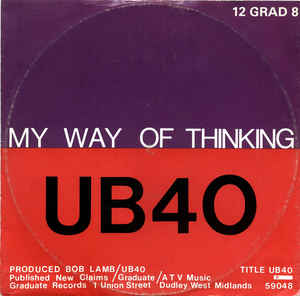 12 GRAD 8
MY WAY OF THINKING
UB40
PRODUCED BOB LAMB/UB40
TITLE UB40
Published New Claims/Graduate/ATV Music
Graduate Records 1 Union Street/Dudley West Midlands
59048